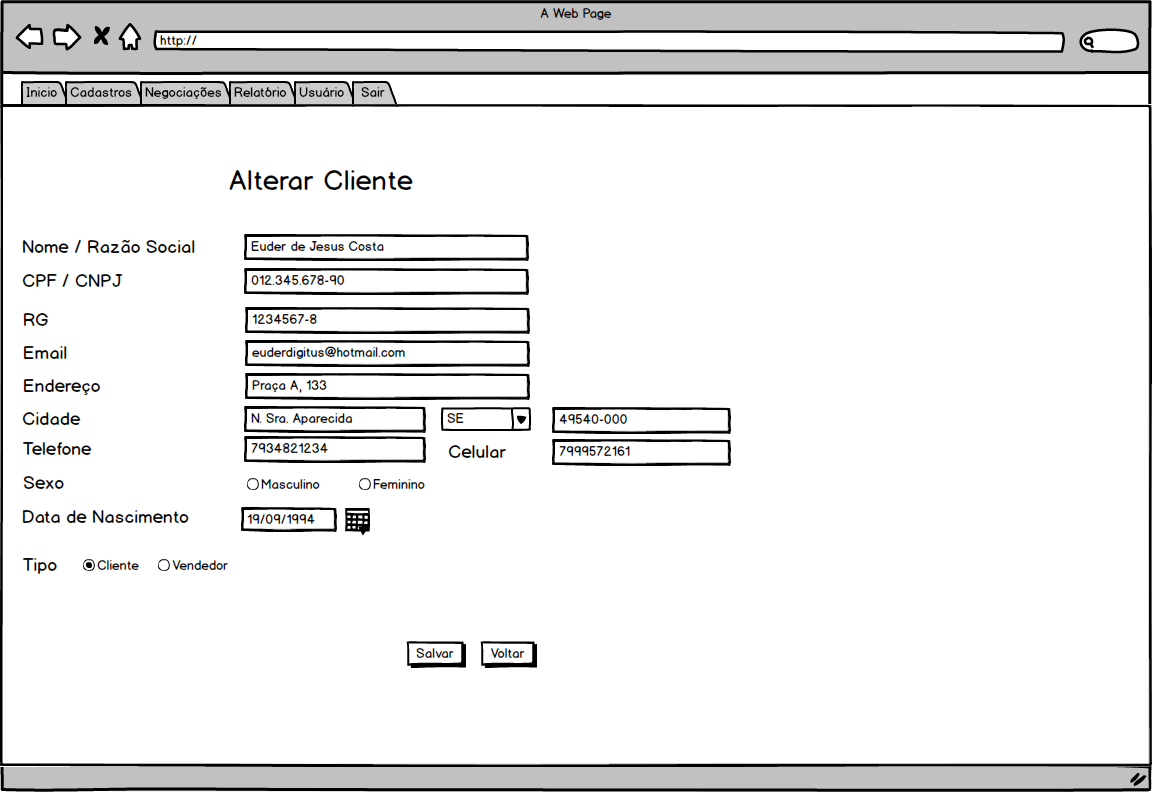 A Web Page
http://
Inicio Cadastros Negociações Relatório Usuário Sair
Alterar Cliente
Nome / Razão Social Euder de Jesus Costa
CPF / CNPJ 012.345.678-90
RG 1234567-8
Email euderdigitus@hotmail.com
Endereço Praça A, 133
Cidade N. Sra. Aparecida SE 49540-000
Telefone 7934821234 Celular 7999572161
Sexo Masculino Feminino
Data de Nascimento 19/09/1994
Tipo Cliente Vendedor
Salvar Voltar